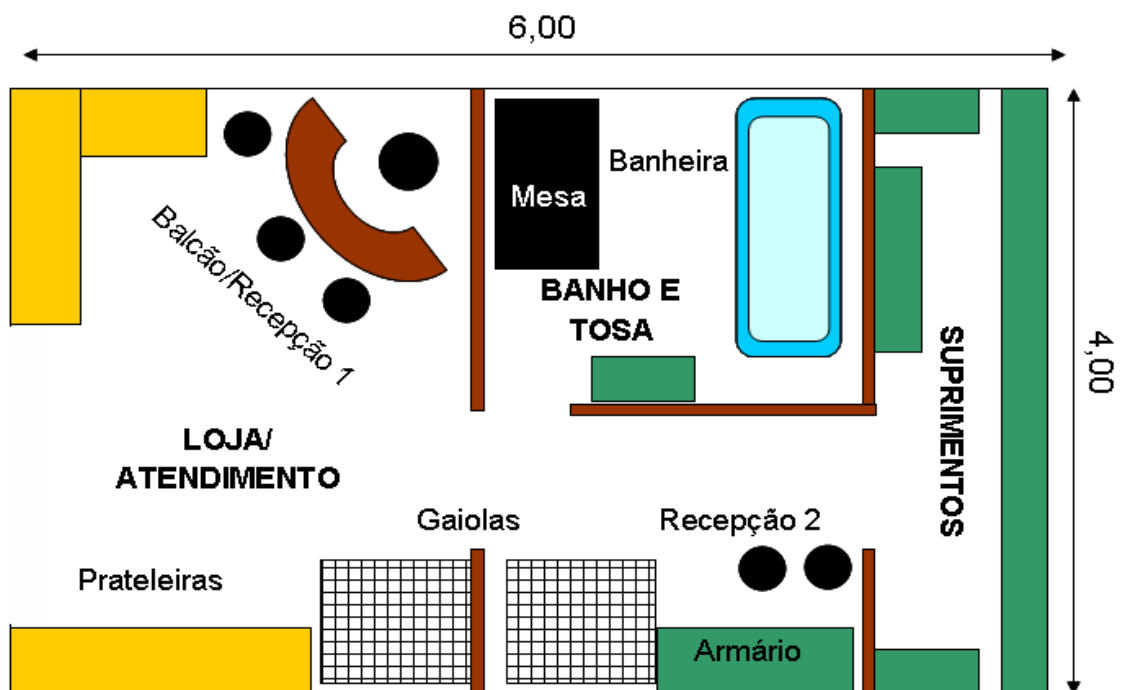 6,00
Banheira
Mesa
Balcão/Recepção 1
BANHO E
TOSA
SUPRIMENTOS
4,00
LOJA/
ATENDIMENTO
Gaiolas
Recepção 2
Prateleiras
Armário